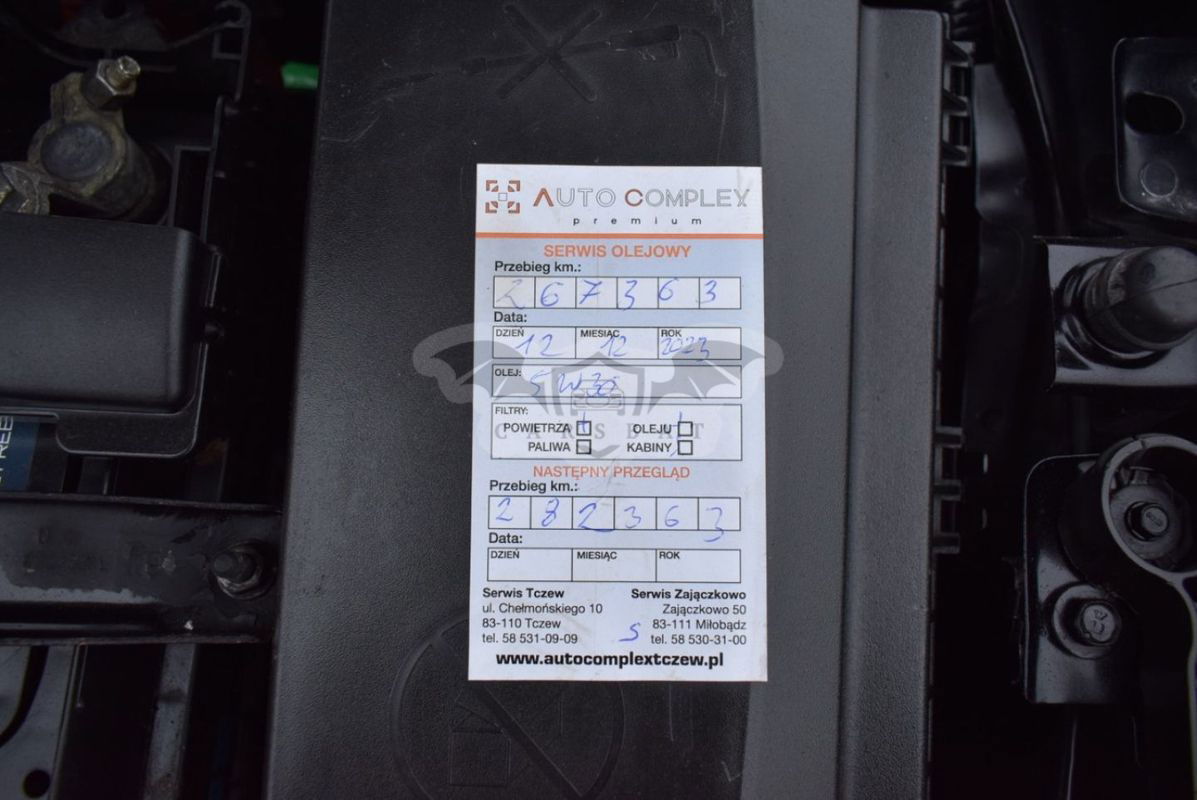 AUTO COMPLEX
premium
SERWIS OLEJOWY
Przebieg km.:
2 6 7 3 6 3
Data:
DZIEŃ MIESIĄC ROK
12 12 2023
OLEJ: 5W30
FILTRY:
POWIETRZA OLEJU
CARSBAT
PALIWA KABINY
NASTĘPNY PRZEGLĄD
Przebieg km.:
2 8 2 3 6 3
Data:
DZIEŃ MIESIĄC ROK
Serwis Tczew Serwis Zajączkowo
ul. Chełmońskiego 10 Zajączkowo 50
83-110 Tczew 83-111 Miłobądz
tel. 58 531-09-09 S tel. 58 530-31-00
www.autocomplextczew.pl